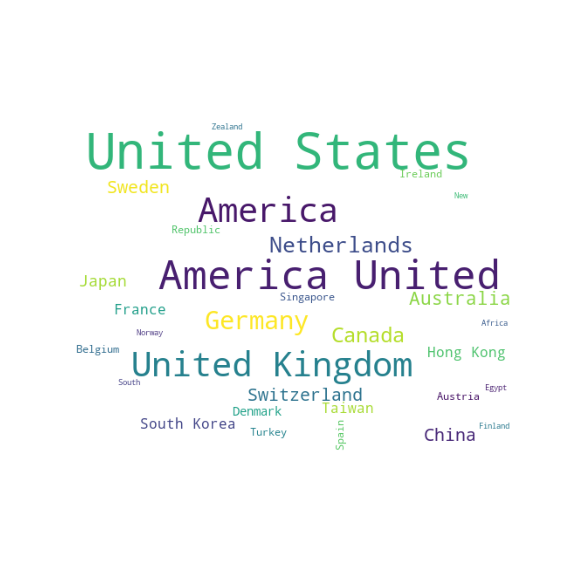 Zealand
United States
Ireland
Sweden
New
America
Republic
Netherlands
America United
Japan
Singapore
Australia
France
Germany
Africa
Norway
Canada
Belgium
United Kingdom
Hong Kong
South
Egypt
Switzerland
Austria
Denmark
Taiwan
South Korea
Turkey
Spain
China
Finland